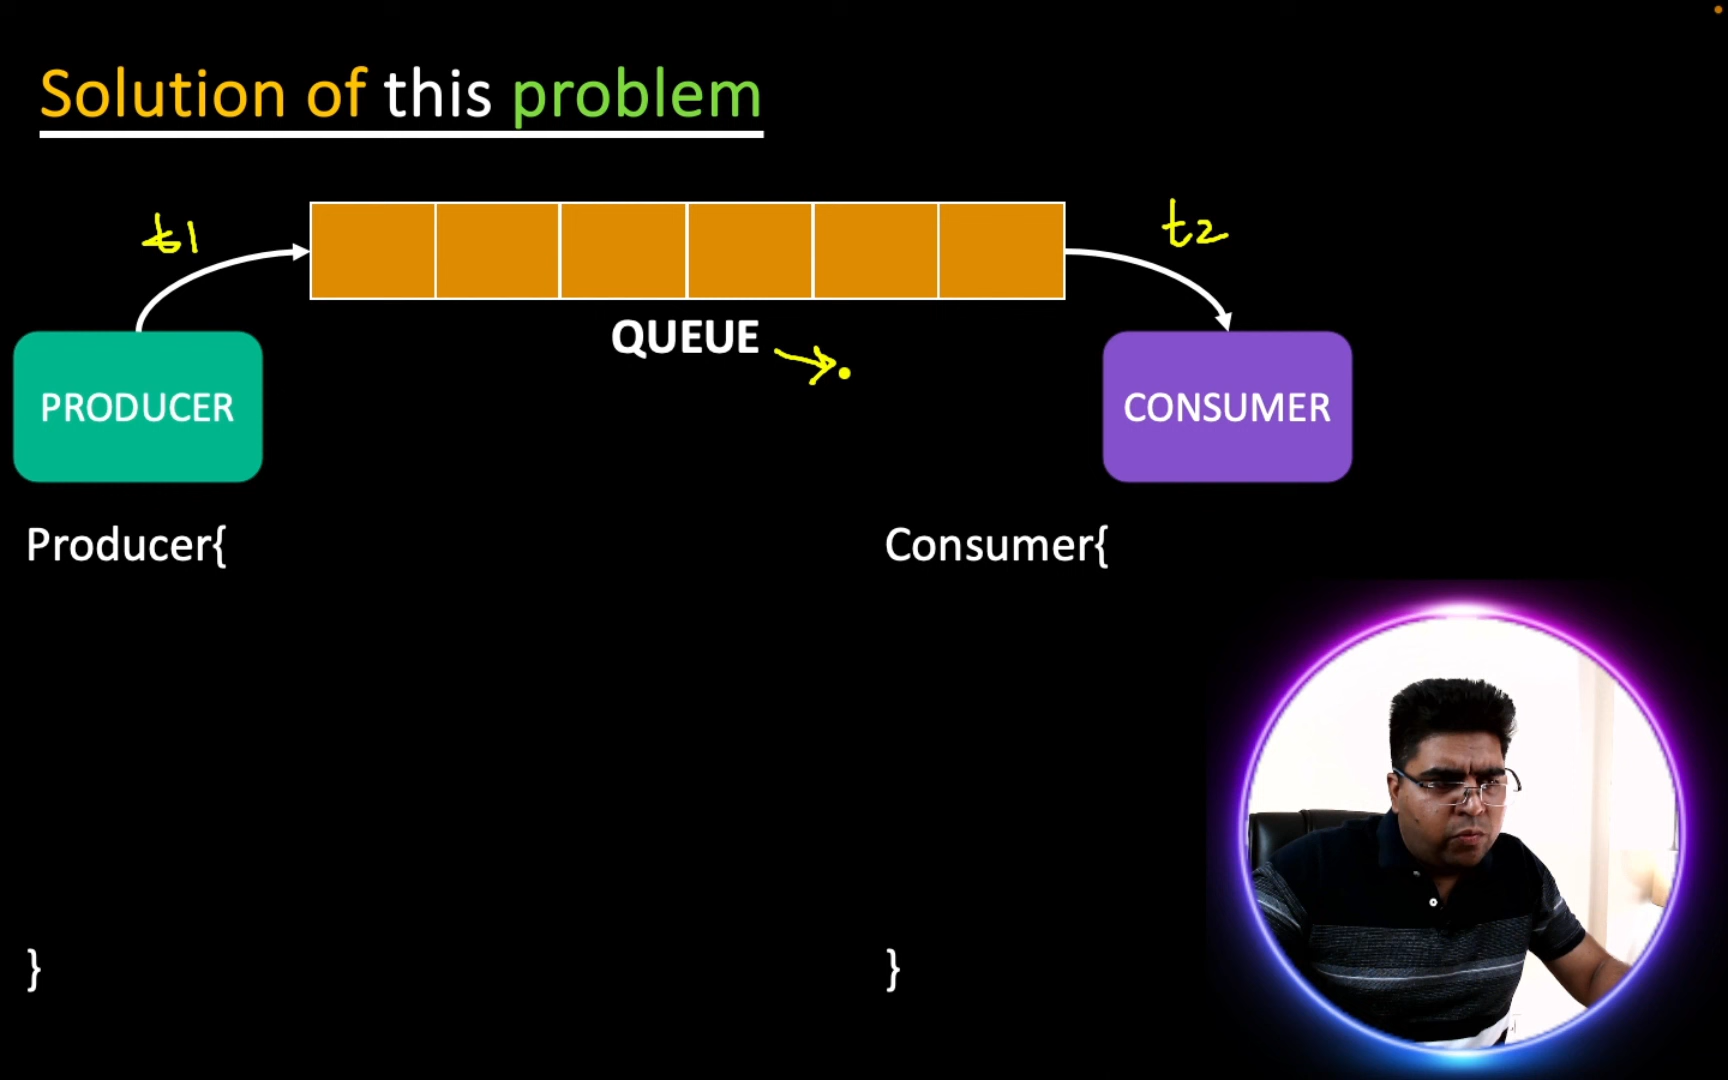 Solution of this problem
t1
t2
QUEUE
PRODUCER
CONSUMER
Producer{
Consumer{
}
}